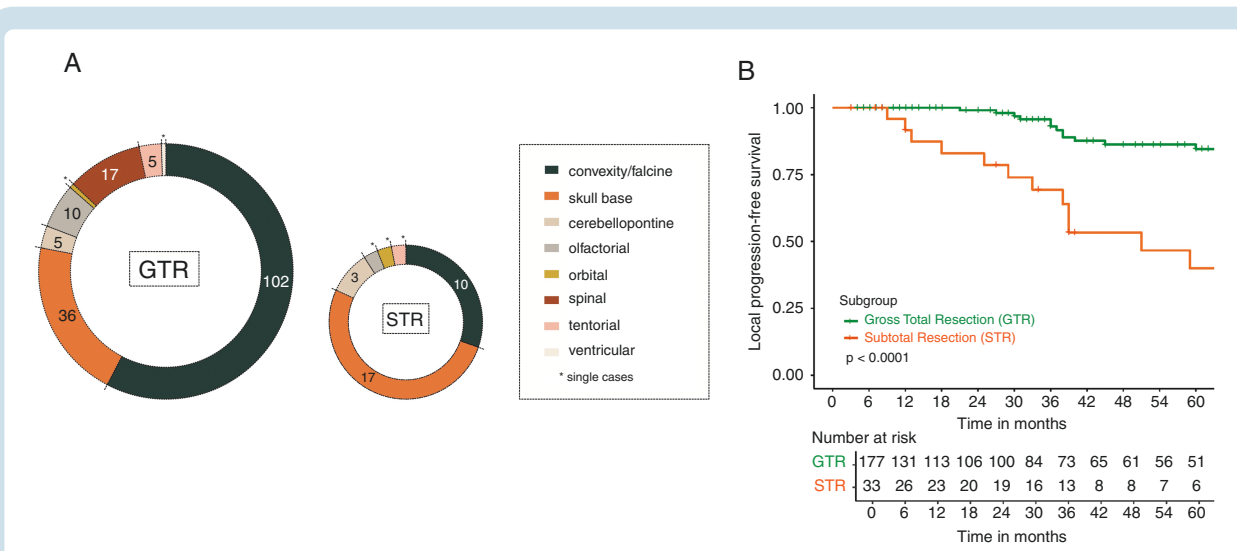 A
*
5
17
*
10
5
36
GTR
102
*
*
*
3
10
STR
17
convexity/falcine
skull base
cerebellopontine
olfactorial
orbital
spinal
tentorial
ventricular
* single cases
B
Local progression-free survival
1.00
0.75
0.50
0.25
0.00
Subgroup
Gross Total Resection (GTR)
Subtotal Resection (STR)
p < 0.0001
0 6 12 18 24 30 36 42 48 54 60
Time in months
Number at risk
GTR 177 131 113 106 100 84 73 65 61 56 51
STR 33 26 23 20 19 16 13 8 8 7 6
0 6 12 18 24 30 36 42 48 54 60
Time in months